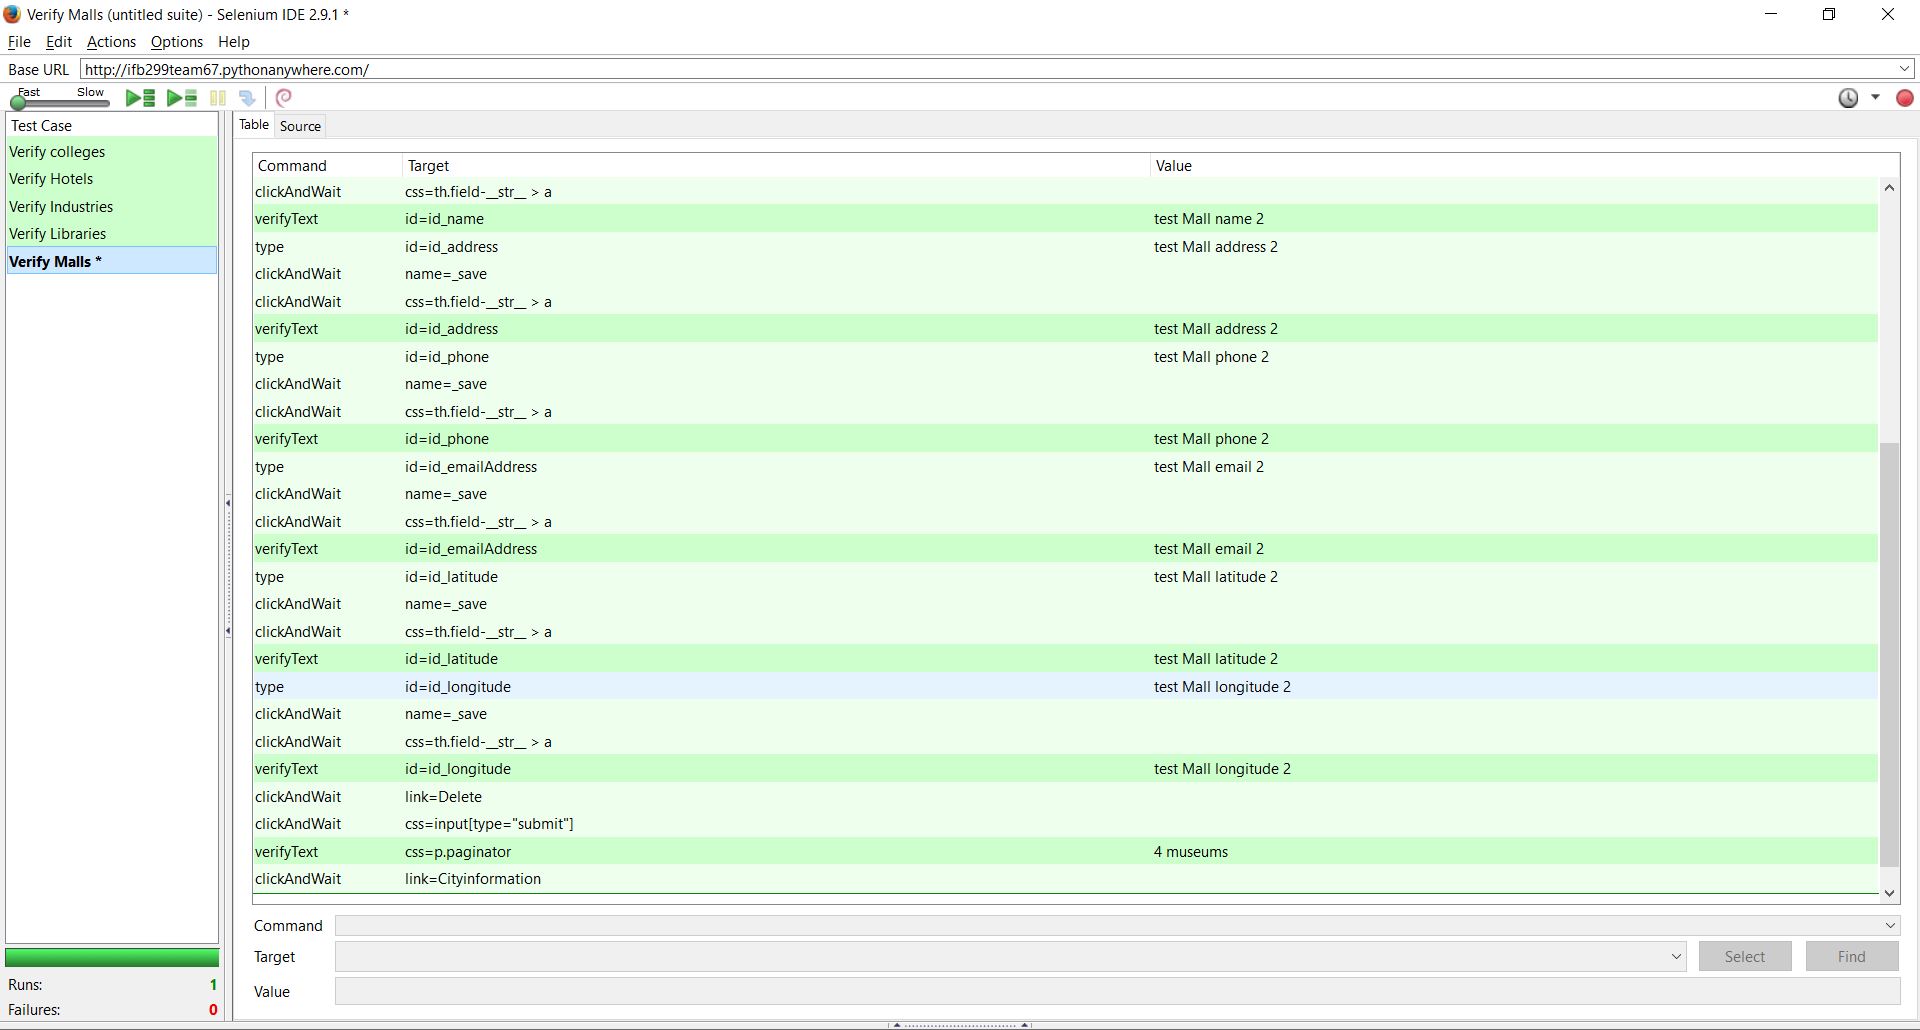 Verify Malls (untitled suite) - Selenium IDE 2.9.1 *
File Edit Actions Options Help
Base URL http://ifb299team67.pythonanywhere.com/
Fast Slow
Test Case
Verify colleges
Verify Hotels
Verify Industries
Verify Libraries
Verify Malls *
Table Source
Command Target Value
clickAndWait css=th.field-__str__ > a
verifyText id=id_name test Mall name 2
type id=id_address test Mall address 2
clickAndWait name=_save
clickAndWait css=th.field-__str__ > a
verifyText id=id_address test Mall address 2
type id=id_phone test Mall phone 2
clickAndWait name=_save
clickAndWait css=th.field-__str__ > a
verifyText id=id_phone test Mall phone 2
type id=id_emailAddress test Mall email 2
clickAndWait name=_save
clickAndWait css=th.field-__str__ > a
verifyText id=id_emailAddress test Mall email 2
type id=id_latitude test Mall latitude 2
clickAndWait name=_save
clickAndWait css=th.field-__str__ > a
verifyText id=id_latitude test Mall latitude 2
type id=id_longitude test Mall longitude 2
clickAndWait name=_save
clickAndWait css=th.field-__str__ > a
verifyText id=id_longitude test Mall longitude 2
clickAndWait link=Delete
clickAndWait css=input[type="submit"]
verifyText css=p.paginator 4 museums
clickAndWait link=Cityinformation
Command
Target Select Find
Value
Runs: 1
Failures: 0